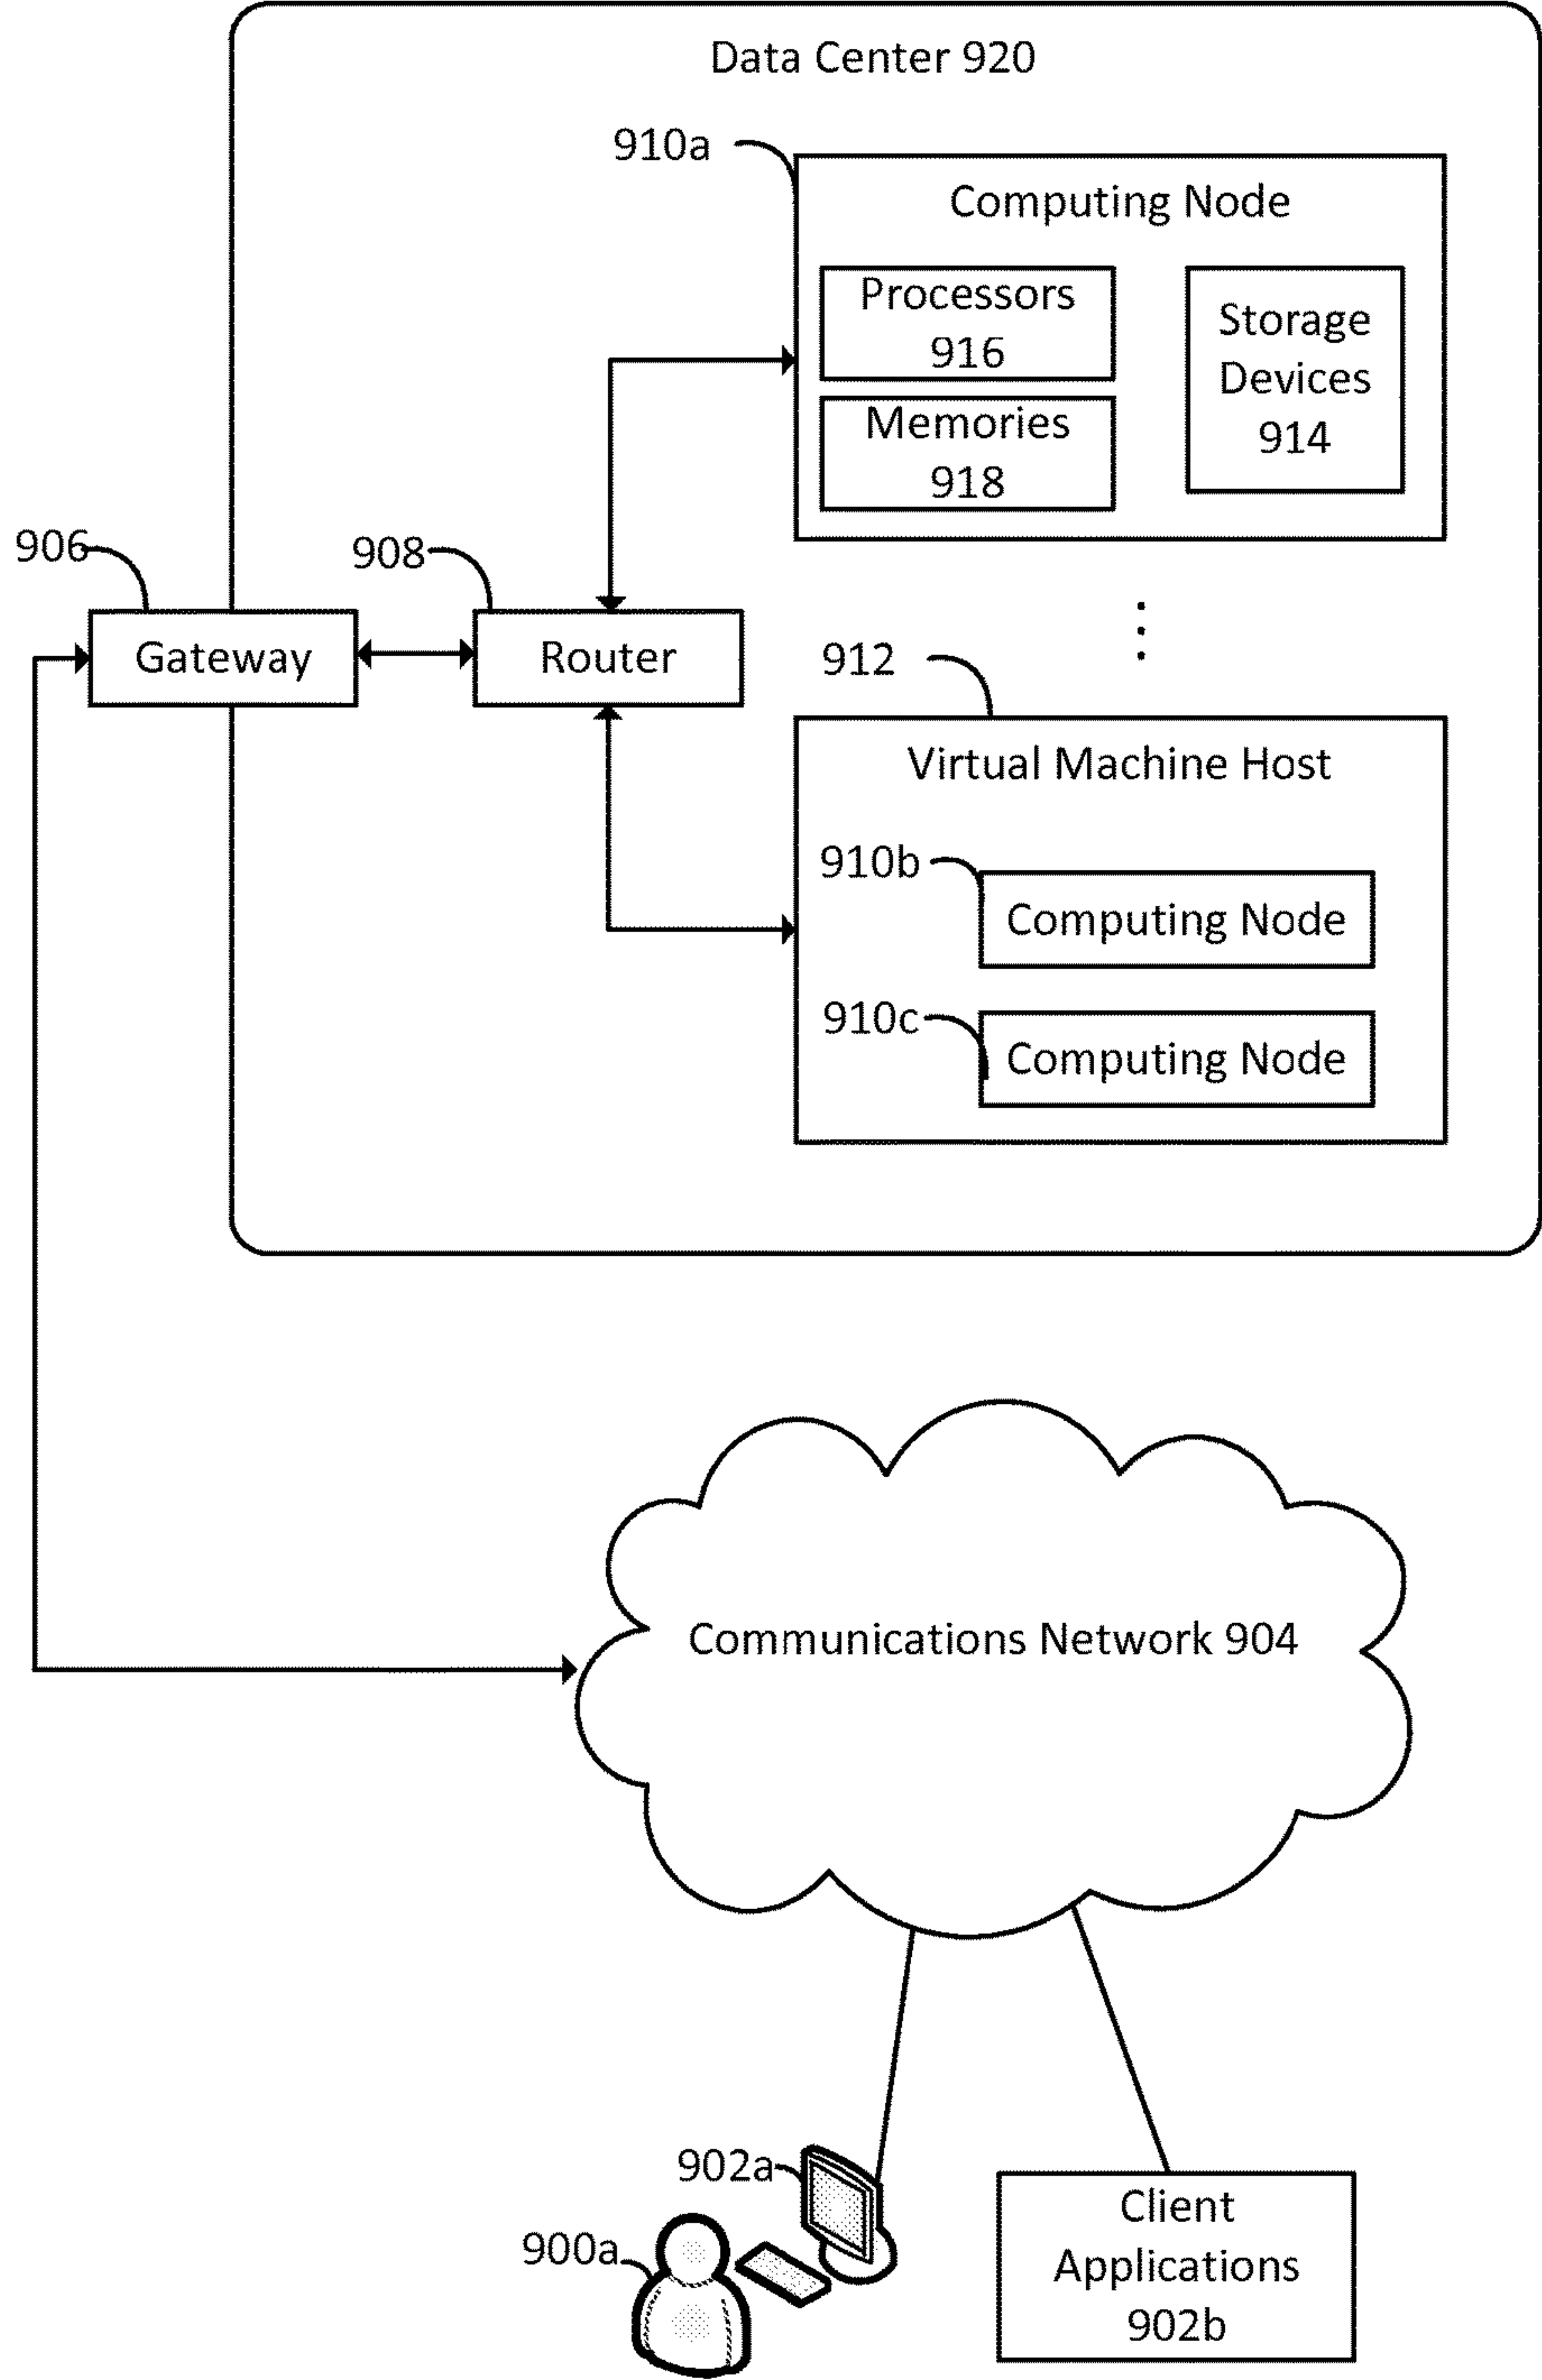 Data Center 920
910a
Computing Node
Processors
916
Storage
Devices
914
Memories
918
906
908
Gateway
Router
912
Virtual Machine Host
910b
Computing Node
910c
Computing Node
Communications Network 904
902a
900a
Client
Applications
902b